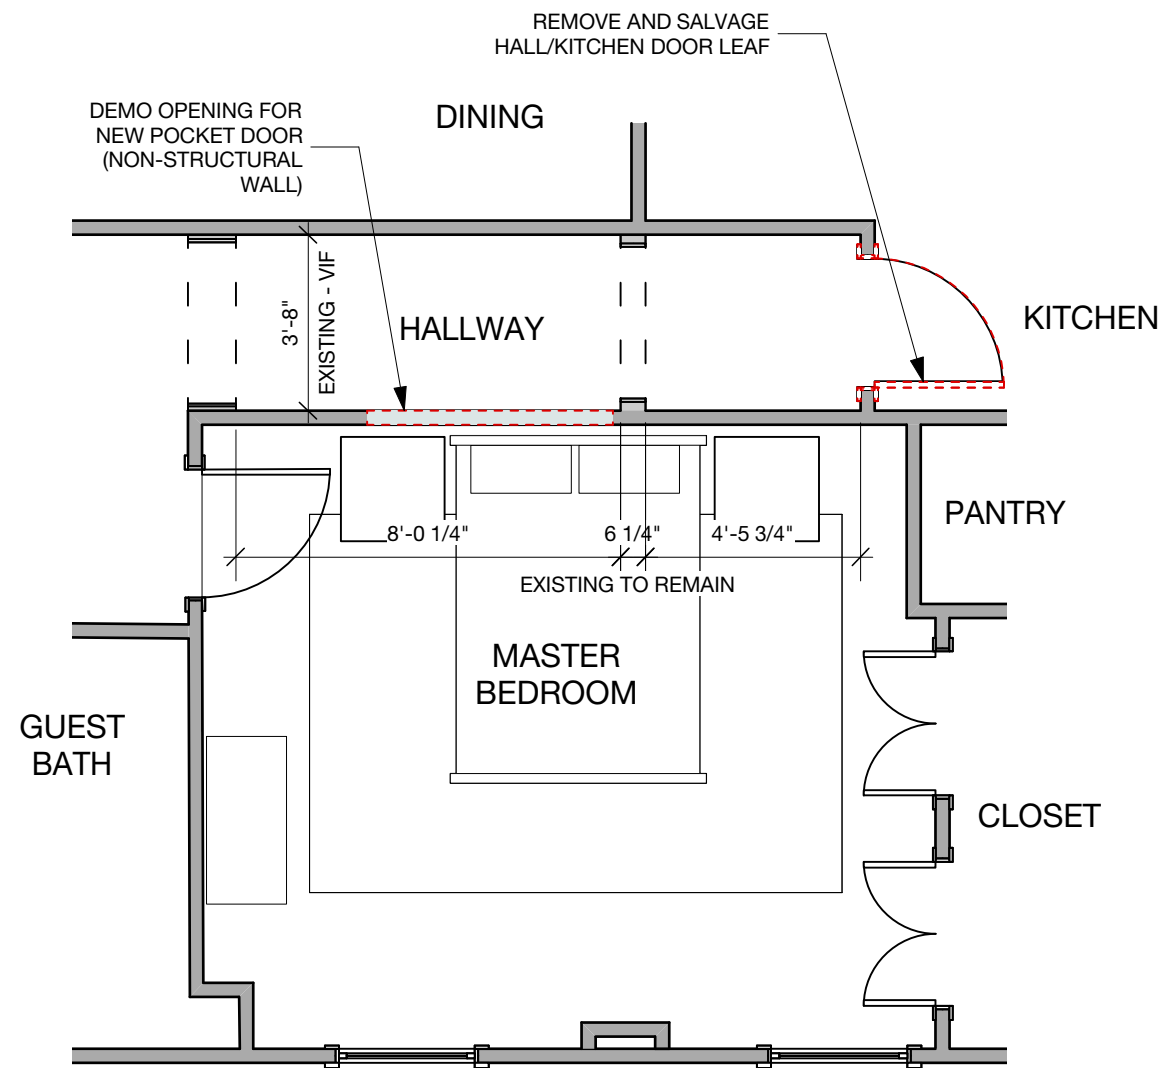 REMOVE AND SALVAGE
HALL/KITCHEN DOOR LEAF
DEMO OPENING FOR
NEW POCKET DOOR
(NON-STRUCTURAL
WALL)
DINING
3'-8"
EXISTING - VIF
HALLWAY
KITCHEN
PANTRY
8'-0 1/4"
6 1/4"
4'-5 3/4"
EXISTING TO REMAIN
MASTER
BEDROOM
GUEST
BATH
CLOSET